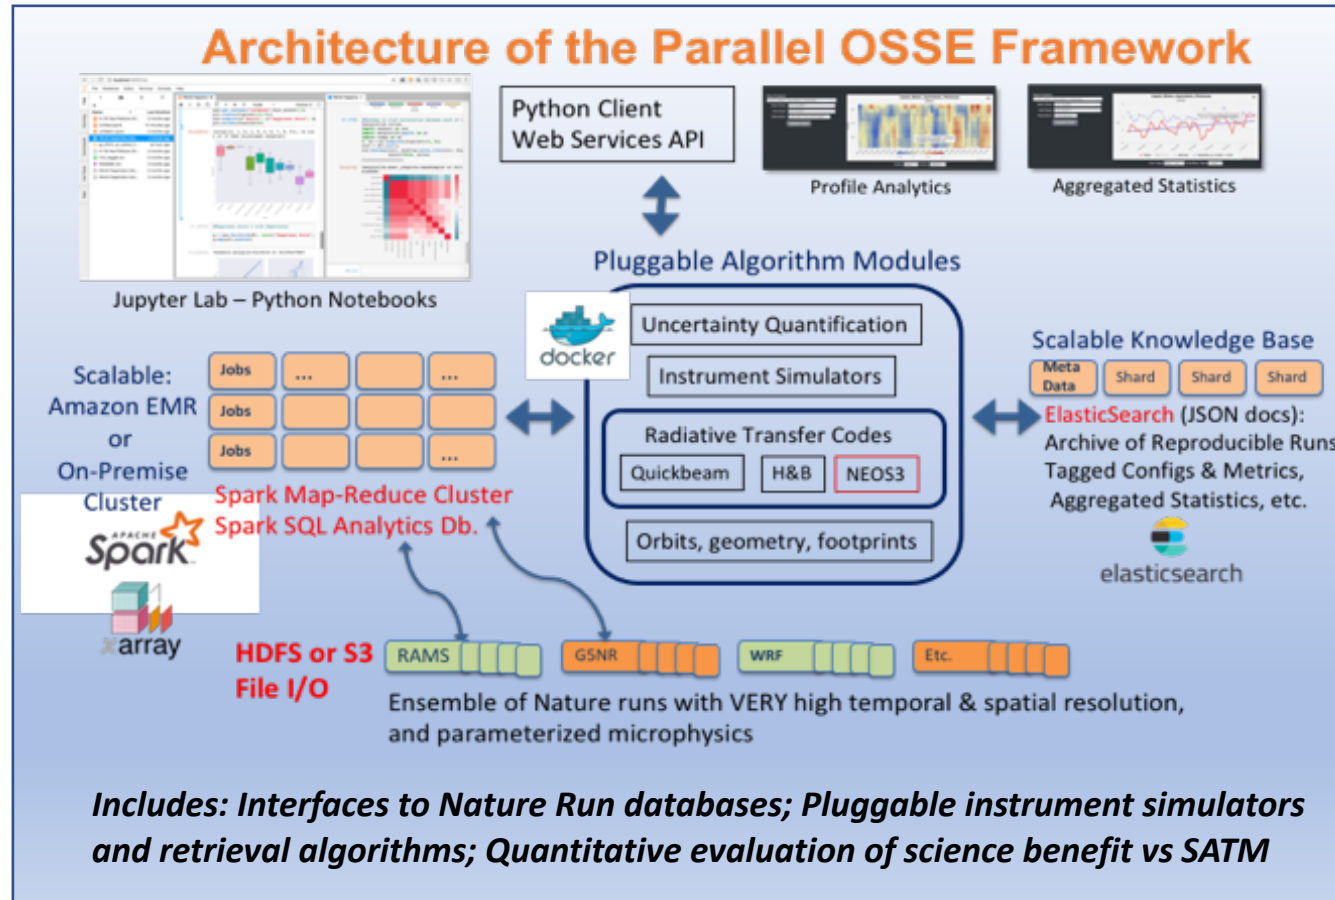 Architecture of the Parallel OSSE Framework
Python Client
Web Services API
Profile Analytics
Aggregated Statistics
Jupyter Lab – Python Notebooks
Pluggable Algorithm Modules
docker
Uncertainty Quantification
Instrument Simulators
Radiative Transfer Codes
Quickbeam
H&B
NEOS3
Orbits, geometry, footprints
Scalable:
Amazon EMR
or
On-Premise
Cluster
Jobs ... ...
Jobs
Jobs ...
Spark Map-Reduce Cluster
Spark SQL Analytics Db.
APACHE
Spark
xarray
Scalable Knowledge Base
Meta
Data
Shard
Shard
Shard
ElasticSearch (JSON docs):
Archive of Reproducible Runs
Tagged Configs & Metrics,
Aggregated Statistics, etc.
elasticsearch
HDFS or S3
File I/O
RAMS
G5NR
WRF
Etc.
Ensemble of Nature runs with VERY high temporal & spatial resolution,
and parameterized microphysics
Includes: Interfaces to Nature Run databases; Pluggable instrument simulators
and retrieval algorithms; Quantitative evaluation of science benefit vs SATM